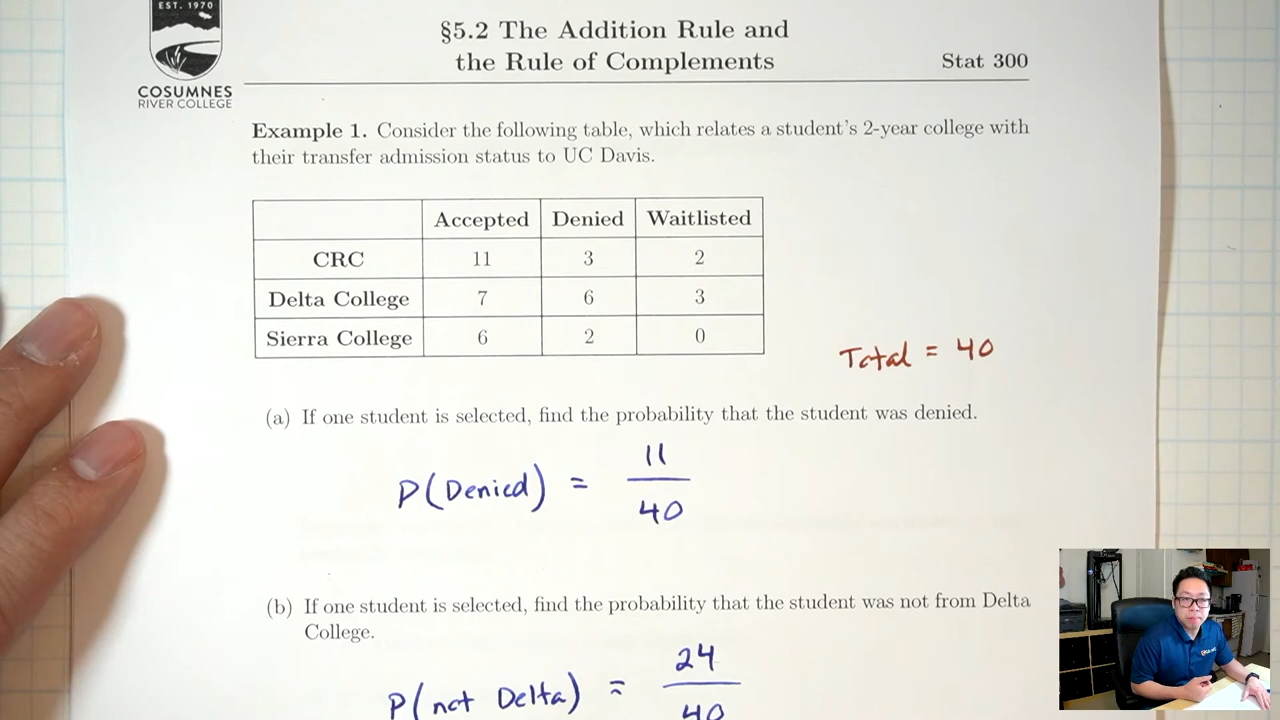 EST. 1970
COSUMNES
RIVER COLLEGE
§5.2 The Addition Rule and
the Rule of Complements
Stat 300
Example 1. Consider the following table, which relates a student's 2-year college with
their transfer admission status to UC Davis.
Accepted Denied Waitlisted
CRC 11 3 2
Delta College 7 6 3
Sierra College 6 2 0
Total = 40
(a) If one student is selected, find the probability that the student was denied.
P(Denied) = 11/40
(b) If one student is selected, find the probability that the student was not from Delta
College.
P(not Delta) = 24/40